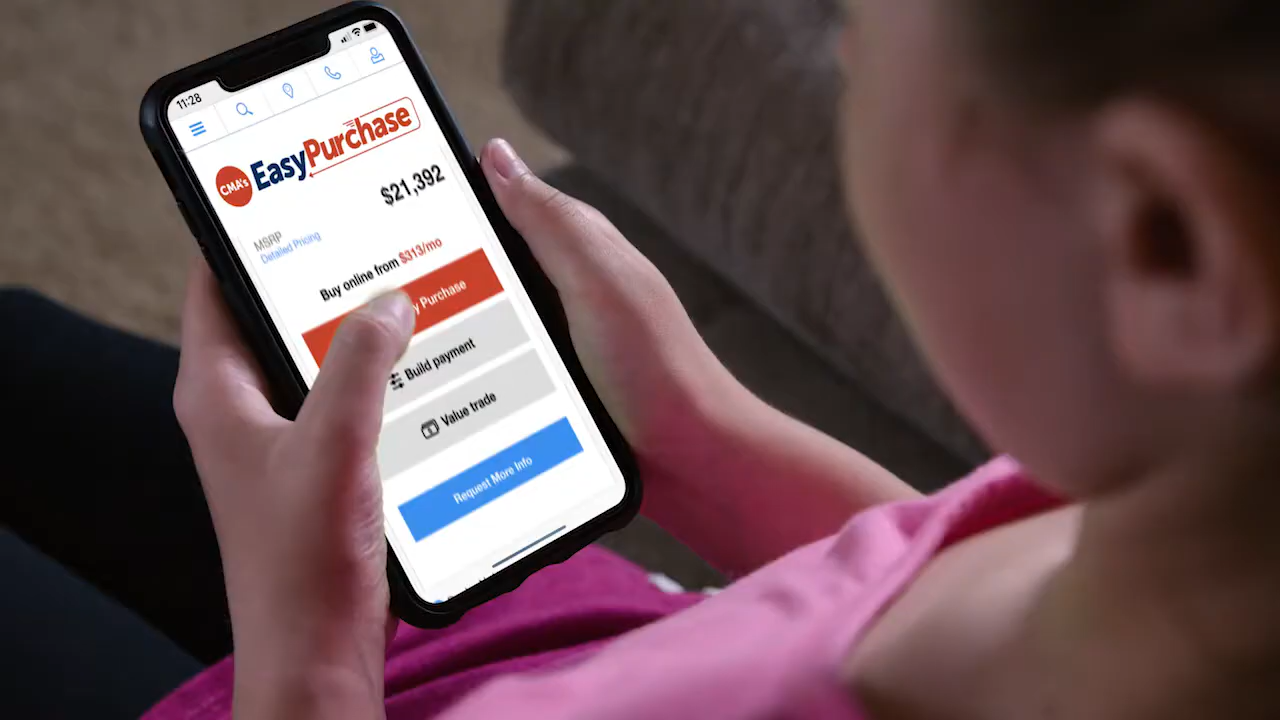 11:28
CMA's EasyPurchase
$21,392
MSRP
Detailed Pricing
Buy online from $313/mo
Purchase
Build payment
Value trade
Request More Info